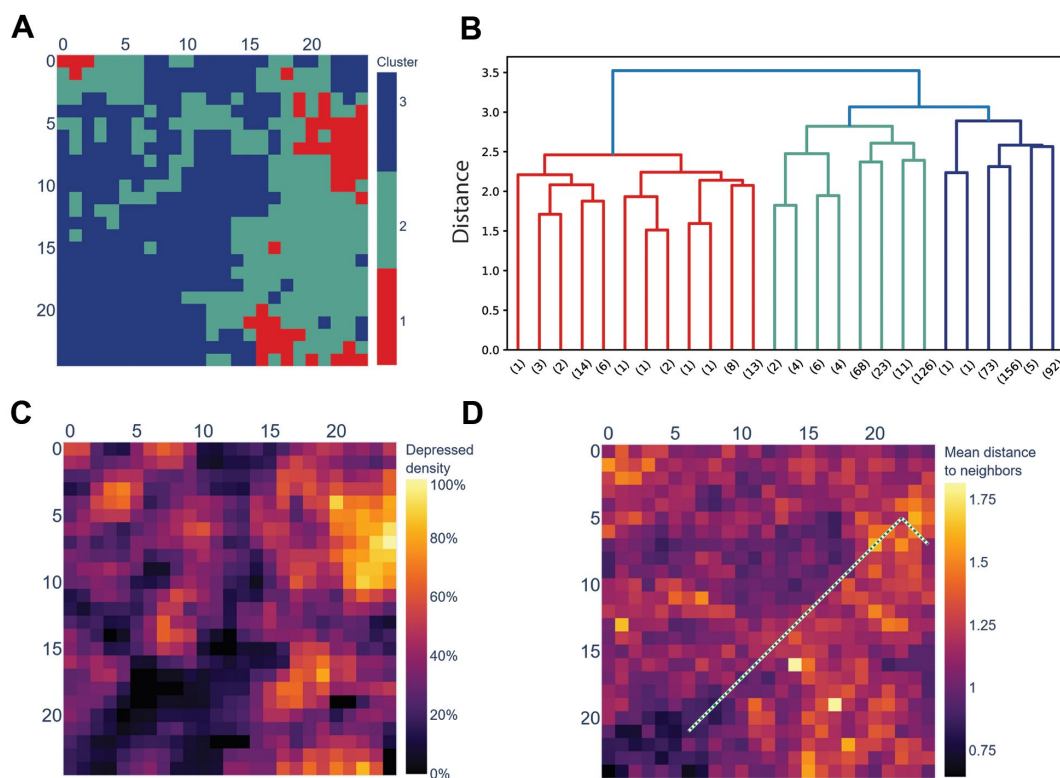 A
0 5 10 15 20
0
5
10
15
20
Cluster
3
2
1
B
Distance
3.5
3.0
2.5
2.0
1.5
1.0
0.5
0.0
(1) (3) (2) (14) (6) (1) (1) (2) (1) (1) (8) (13) (2) (4) (6) (4) (68) (23) (11) (126) (1) (1) (73) (156) (5) (92)
C
0 5 10 15 20
0
5
10
15
20
Depressed
density
100%
80%
60%
40%
20%
0%
D
0 5 10 15 20
0
5
10
15
20
Mean distance
to neighbors
1.75
1.5
1.25
1
0.75